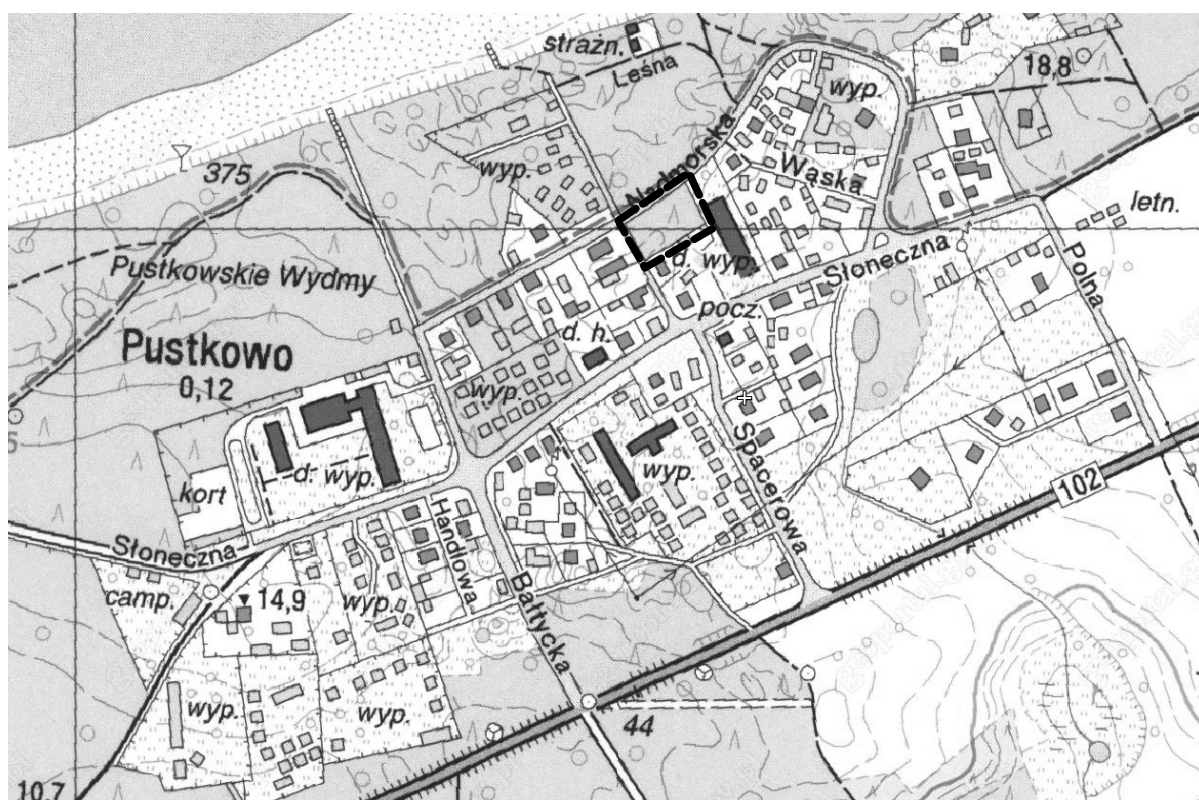 strażn.
Leśna
18,8
wyp.
375
wyp.
Nadmorska
Wąska
letn.
Pustkowskie Wydmy
d. wyp.
Słoneczna
Polna
Pustkowo
0,12
pocz.
d. h.
wyp.
wyp.
Spacerowa
d. wyp.
kort
102
Słoneczna
Handlowa
Bałtycka
camp.
14,9
wyp.
wyp.
wyp.
44
10,7